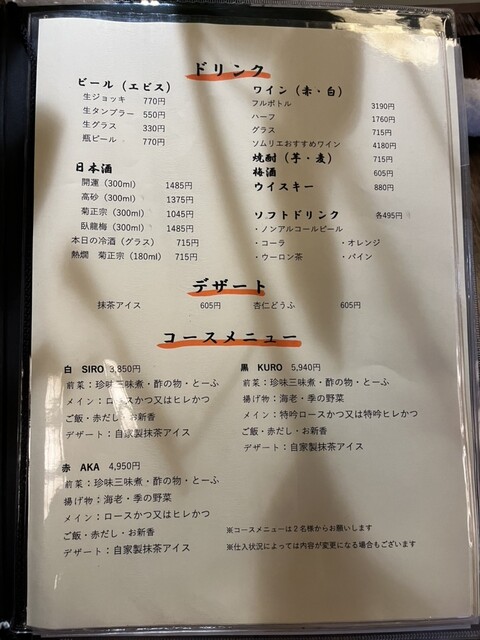 ドリンク
ビール（エビス）
生ジョッキ 770円
生タンブラー 550円
生グラス 330円
瓶ビール 770円
日本酒
開運（300ml） 1485円
高砂（300ml） 1375円
菊正宗（300ml） 1045円
臥龍梅（300ml） 1485円
本日の冷酒（グラス） 715円
熱燗 菊正宗（180ml） 715円
ワイン（赤・白）
フルボトル 3190円
ハーフ 1760円
グラス 715円
ソムリエおすすめワイン 4180円
焼酎（芋・麦） 715円
梅酒 605円
ウイスキー 880円
ソフトドリンク 各495円
・ノンアルコールビール
・コーラ ・オレンジ
・ウーロン茶 ・パイン
デザート
抹茶アイス 605円 杏仁どうふ 605円
コースメニュー
白 SIRO 3,850円
前菜：珍味三味煮・酢の物・とーふ
メイン：ロースかつ又はヒレかつ
ご飯・赤だし・お新香
デザート：自家製抹茶アイス
赤 AKA 4,950円
前菜：珍味三味煮・酢の物・とーふ
揚げ物：海老・季の野菜
メイン：ロースかつ又はヒレかつ
ご飯・赤だし・お新香
デザート：自家製抹茶アイス
黒 KURO 5,940円
前菜：珍味三味煮・酢の物・とーふ
揚げ物：海老・季の野菜
メイン：特吟ロースかつ又は特吟ヒレかつ
ご飯・赤だし・お新香
デザート：自家製抹茶アイス
※コースメニューは２名様からお願いします
※仕入状況によっては内容が変更になる場合もございます